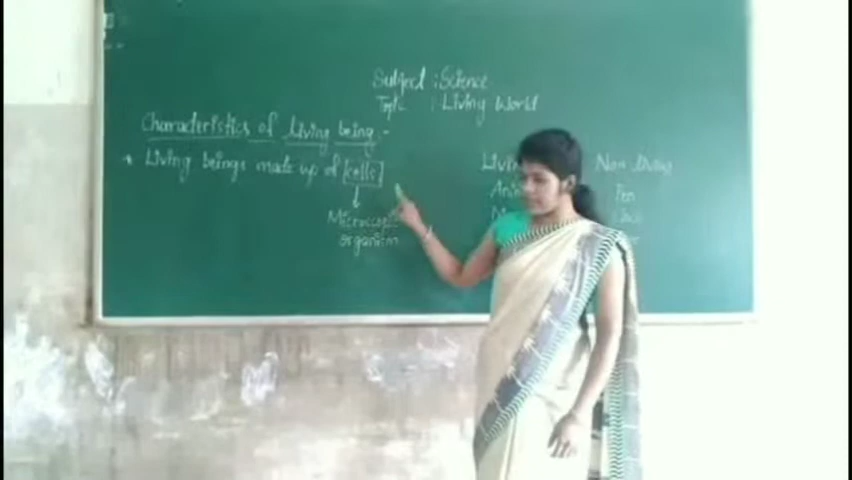 Subject : Science
Topic : Living World
Characteristics of Living being -
* Living beings made up of [cells]
↓
Microscopic
organism
Living Non living
Pen